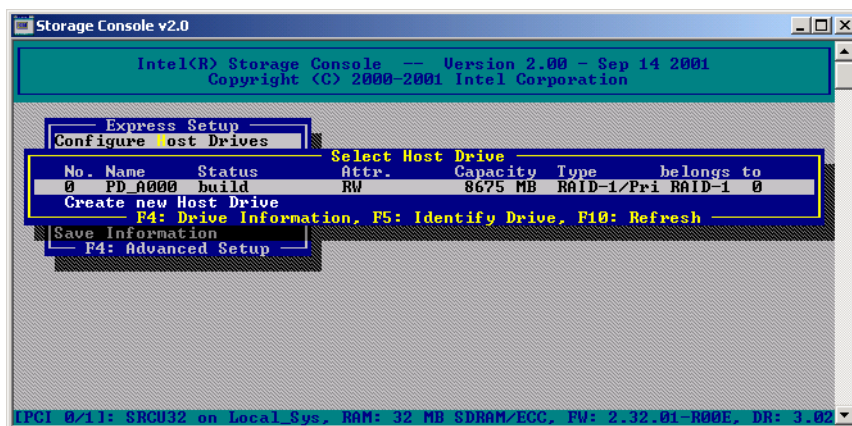 Storage Console v2.0
Intel(R) Storage Console -- Version 2.00 - Sep 14 2001
Copyright (C) 2000-2001 Intel Corporation
Express Setup
Configure Host Drives
Select Host Drive
No. Name Status Attr. Capacity Type belongs to
0 PD_A000 build RW 8675 MB RAID-1/Pri RAID-1 0
Create new Host Drive
F4: Drive Information, F5: Identify Drive, F10: Refresh
Save Information
F4: Advanced Setup
[PCI 0/1]: SRCU32 on Local_Sys, RAM: 32 MB SDRAM/ECC, FW: 2.32.01-R00E, DR: 3.02